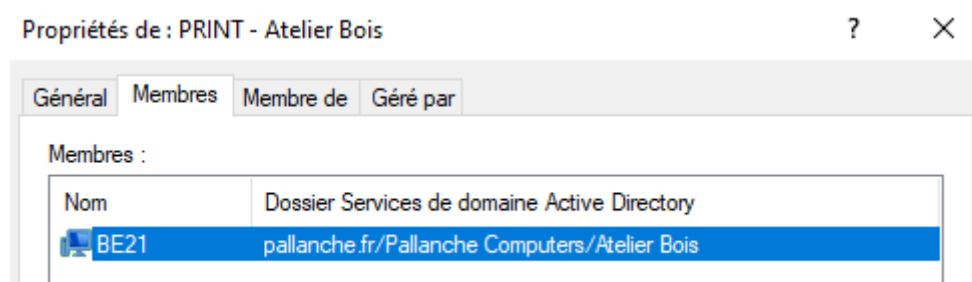 Propriétés de : PRINT - Atelier Bois ? ×
Général Membres Membre de Géré par
Membres :
Nom Dossier Services de domaine Active Directory
BE21 pallanche.fr/Pallanche Computers/Atelier Bois